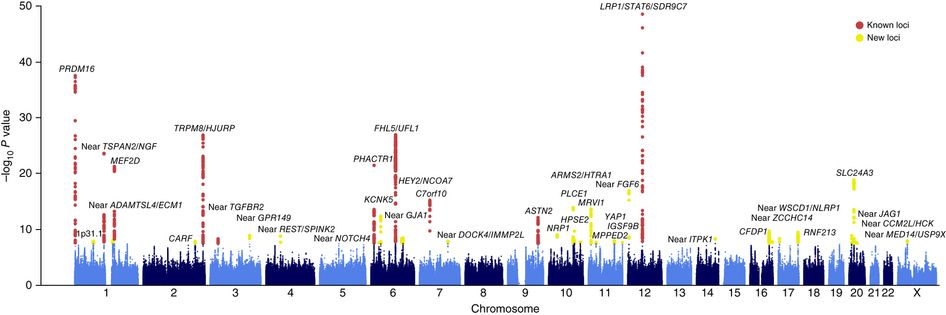 LRP1/STAT6/SDR9C7
50
Known loci
New loci
40
PRDM16
30
TRPM8/HJURP
FHL5/UFL1
Near TSPAN2/NGF
MEF2D
PHACTR1
ARMS2/HTRA1
SLC24A3
20
HEY2/NCOA7
Near FGF6
C7orf10
PLCE1
KCNK5
MRVI1
Near ADAMTSL4/ECM1
Near TGFBR2
Near GJA1
ASTN2
Near WSCD1/NLRP1
JAG1
Near GPR149
HPSE2
YAP1
Near ZCCHC14
10
Near REST/SPINK2
NRP1
IGSF9B
Near CCM2L/HCK
1p31.1
CARF
Near NOTCH4
Near DOCK4/IMMP2L
MPPED2
Near ITPK1
CFDP1
RNF213
Near MED14/USP9X
0
–log10 P value
1 2 3 4 5 6 7 8 9 10 11 12 13 14 15 16 17 18 19 20 21 22 X
Chromosome